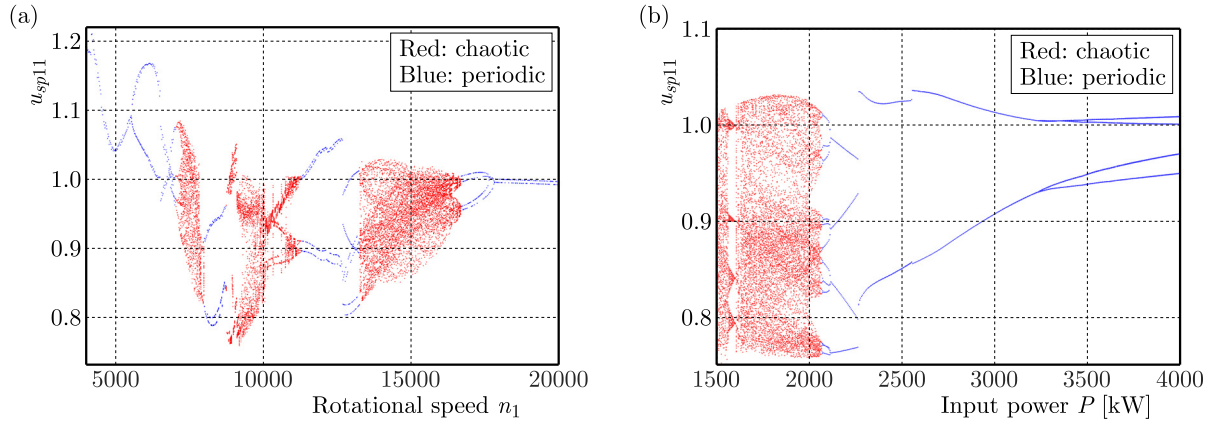 (a)
u_sp11
1.2
1.1
1.0
0.9
0.8
Red: chaotic
Blue: periodic
5000 10000 15000 20000
Rotational speed n_1
(b)
u_sp11
1.1
1.0
0.9
0.8
Red: chaotic
Blue: periodic
1500 2000 2500 3000 3500 4000
Input power P [kW]